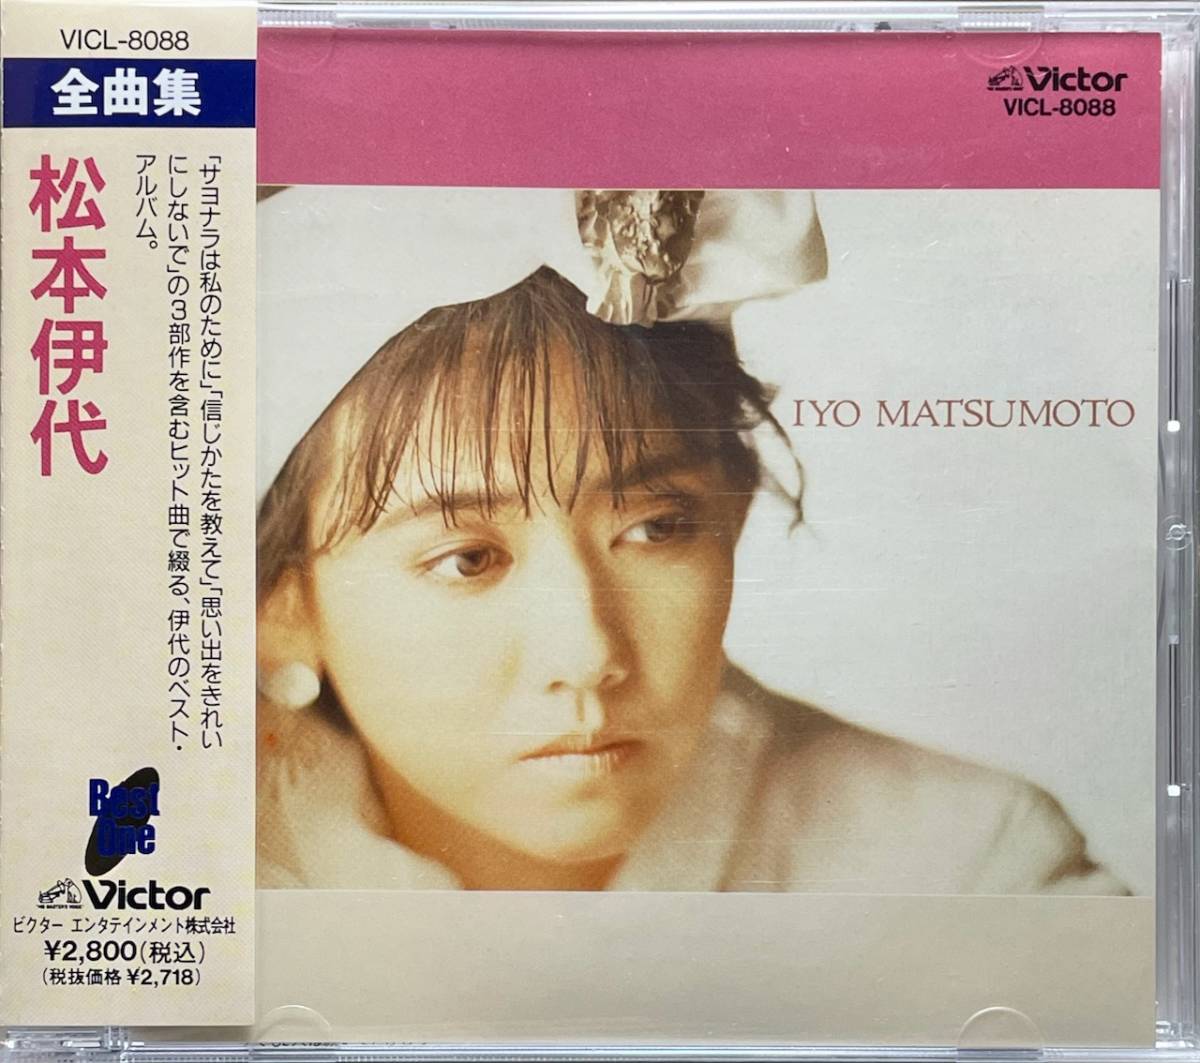 VICL-8088
全曲集
松本伊代
「サヨナラは私のために」「信じかたを教えて」「思い出をきれい
にしないで」の3部作を含むヒット曲で綴る、伊代のベスト・
アルバム。
Best
One
Victor
ビクター エンタテインメント株式会社
¥2,800(税込)
(税抜価格 ¥2,718)
Victor
VICL-8088
IYO MATSUMOTO